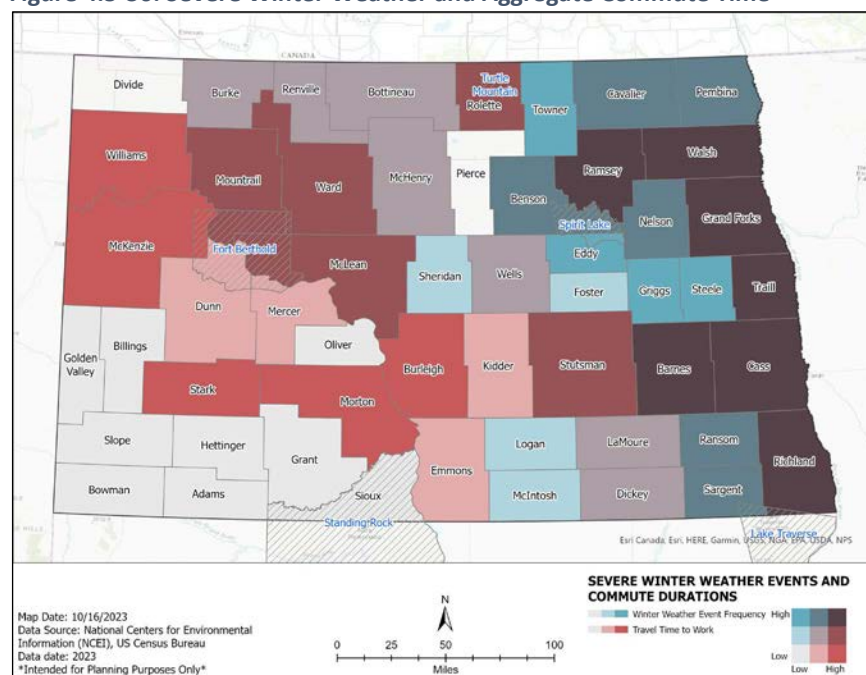 Figure 4.5-60. Severe Winter Weather and Aggregate Commute Time
CANADA
Divide
Burke
Renville
Bottineau
Turtle
Mountain
Rolette
Towner
Cavalier
Pembina
Williams
Mountrail
Ward
McHenry
Pierce
Benson
Ramsey
Walsh
Spirit Lake
Nelson
Grand Forks
McKenzie
Fort Berthold
McLean
Sheridan
Wells
Eddy
Foster
Griggs
Steele
Traill
Dunn
Mercer
Oliver
Golden
Valley
Billings
Stark
Morton
Burleigh
Kidder
Stutsman
Barnes
Cass
Slope
Hettinger
Grant
Emmons
Logan
LaMoure
Ransom
Richland
Bowman
Adams
Sioux
Standing Rock
McIntosh
Dickey
Sargent
Lake Traverse
Esri Canada, Esri, HERE, Garmin, USGS, NGA, EPA, USDA, NPS
Map Date: 10/16/2023
Data Source: National Centers for Environmental
Information (NCEI), US Census Bureau
Data date: 2023
*Intended for Planning Purposes Only*
N
0 25 50 100
Miles
SEVERE WINTER WEATHER EVENTS AND
COMMUTE DURATIONS
Winter Weather Event Frequency
Travel Time to Work
High
Low
Low High